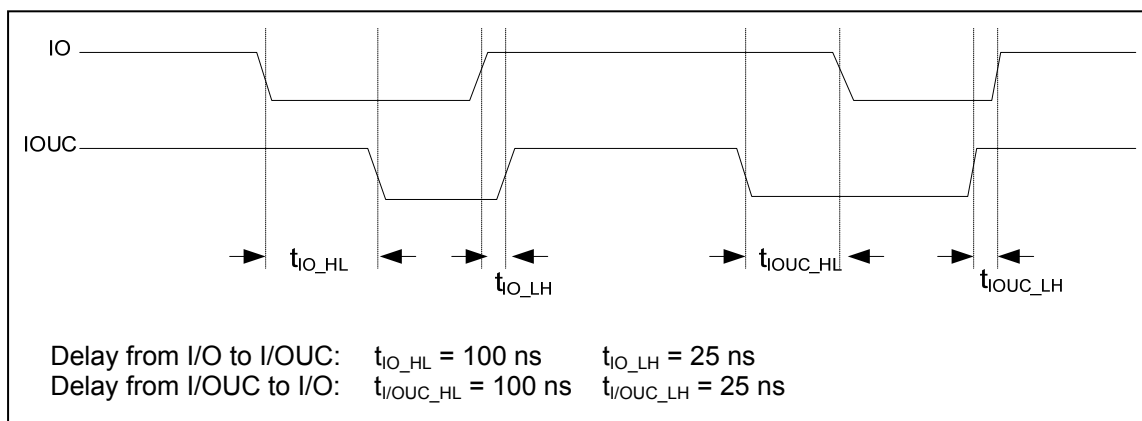 IO
IOUC
tIO_HL
tIO_LH
tIOUC_HL
tIOUC_LH
Delay from I/O to I/OUC: tIO_HL = 100 ns tIO_LH = 25 ns
Delay from I/OUC to I/O: tI/OUC_HL = 100 ns tI/OUC_LH = 25 ns